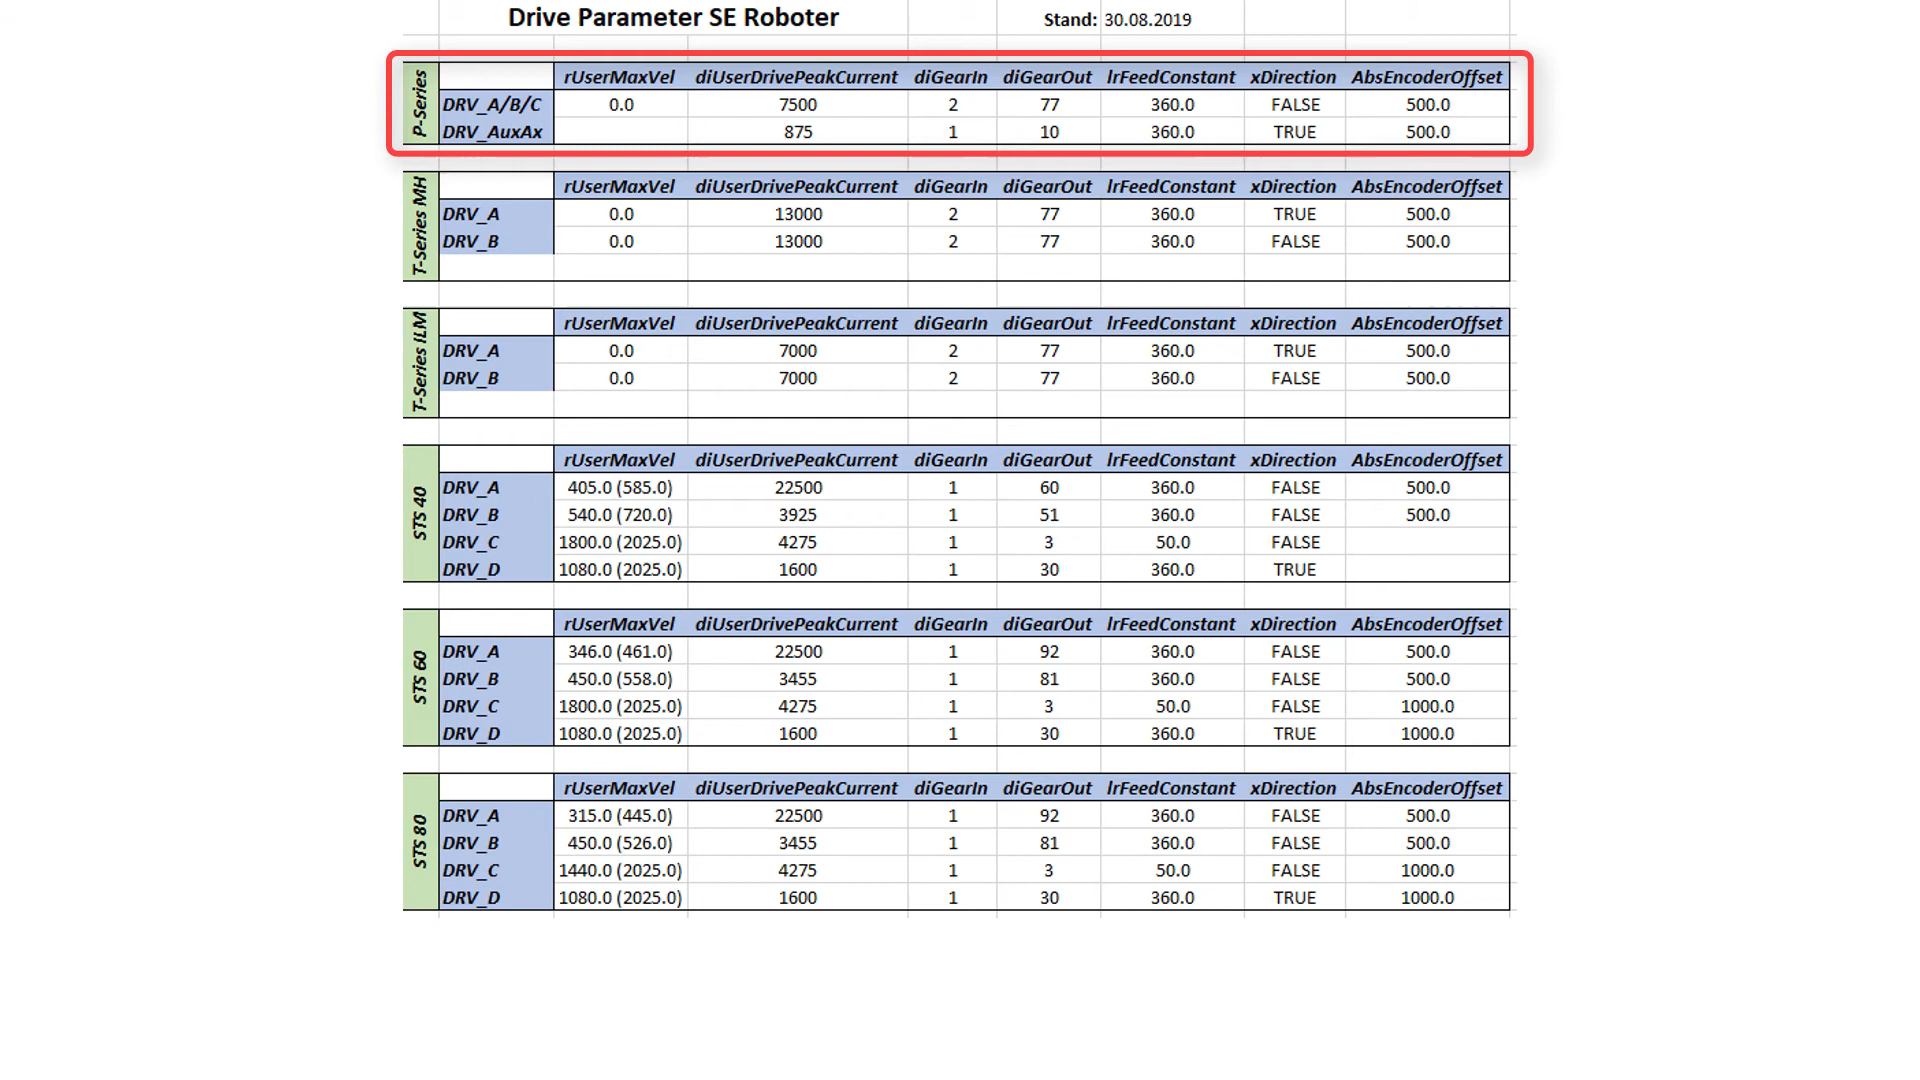 Drive Parameter SE Roboter Stand: 30.08.2019
P-Series
rUserMaxVel diUserDrivePeakCurrent diGearIn diGearOut lrFeedConstant xDirection AbsEncoderOffset
DRV_A/B/C 0.0 7500 2 77 360.0 FALSE 500.0
DRV_AuxAx 875 1 10 360.0 TRUE 500.0
T-Series MH
rUserMaxVel diUserDrivePeakCurrent diGearIn diGearOut lrFeedConstant xDirection AbsEncoderOffset
DRV_A 0.0 13000 2 77 360.0 TRUE 500.0
DRV_B 0.0 13000 2 77 360.0 FALSE 500.0
T-Series ILM
rUserMaxVel diUserDrivePeakCurrent diGearIn diGearOut lrFeedConstant xDirection AbsEncoderOffset
DRV_A 0.0 7000 2 77 360.0 TRUE 500.0
DRV_B 0.0 7000 2 77 360.0 FALSE 500.0
STS 40
rUserMaxVel diUserDrivePeakCurrent diGearIn diGearOut lrFeedConstant xDirection AbsEncoderOffset
DRV_A 405.0 (585.0) 22500 1 60 360.0 FALSE 500.0
DRV_B 540.0 (720.0) 3925 1 51 360.0 FALSE 500.0
DRV_C 1800.0 (2025.0) 4275 1 3 50.0 FALSE
DRV_D 1080.0 (2025.0) 1600 1 30 360.0 TRUE
STS 60
rUserMaxVel diUserDrivePeakCurrent diGearIn diGearOut lrFeedConstant xDirection AbsEncoderOffset
DRV_A 346.0 (461.0) 22500 1 92 360.0 FALSE 500.0
DRV_B 450.0 (558.0) 3455 1 81 360.0 FALSE 500.0
DRV_C 1800.0 (2025.0) 4275 1 3 50.0 FALSE 1000.0
DRV_D 1080.0 (2025.0) 1600 1 30 360.0 TRUE 1000.0
STS 80
rUserMaxVel diUserDrivePeakCurrent diGearIn diGearOut lrFeedConstant xDirection AbsEncoderOffset
DRV_A 315.0 (445.0) 22500 1 92 360.0 FALSE 500.0
DRV_B 450.0 (526.0) 3455 1 81 360.0 FALSE 500.0
DRV_C 1440.0 (2025.0) 4275 1 3 50.0 FALSE 1000.0
DRV_D 1080.0 (2025.0) 1600 1 30 360.0 TRUE 1000.0